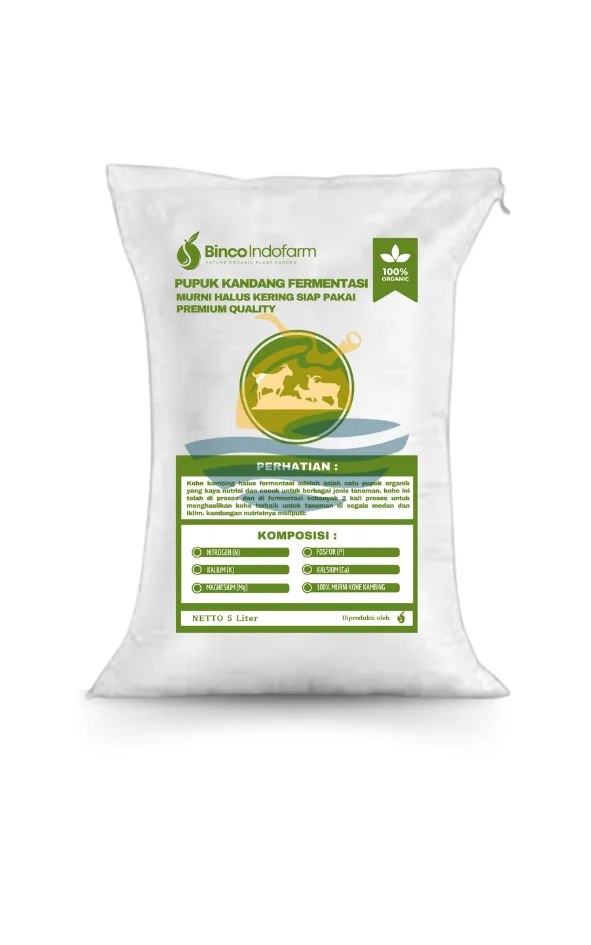 Binco Indofarm
FUTURE ORGANIC PLANT GARDEN
100%
ORGANIC
PUPUK KANDANG FERMENTASI
MURNI HALUS KERING SIAP PAKAI
PREMIUM QUALITY
PERHATIAN :
Kohe kambing halus fermentasi adalah salah satu pupuk organik
yang kaya nutrisi dan cocok untuk berbagai jenis tanaman. kohe ini
telah di proses dan di fermentasi sebanyak 2 kali proses untuk
menghasilkan kohe terbaik untuk tanaman di segala medan dan
iklim. kandungan nutrisinya meliputi:
KOMPOSISI :
NITROGEN (N)
FOSFOR (P)
KALIUM (K)
KALSIUM (Ca)
MAGNESIUM (Mg)
100% MURNI KOHE KAMBING
NETTO 5 Liter
Diproduksi oleh